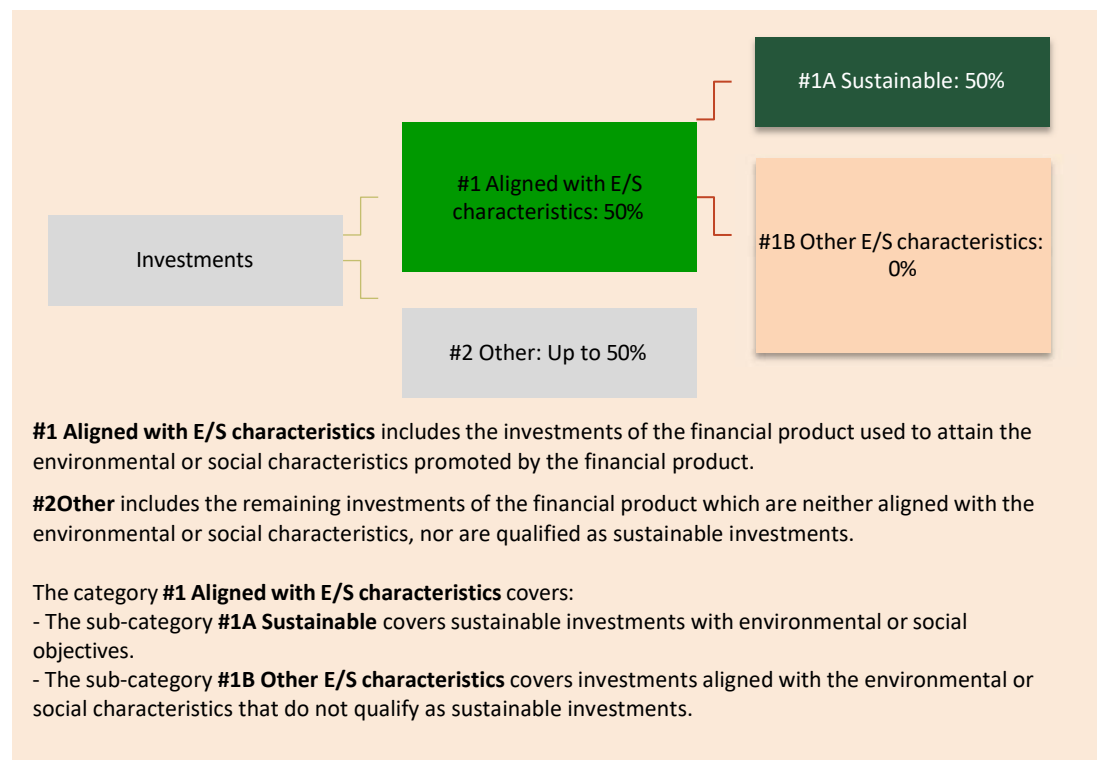 #1A Sustainable: 50%
#1 Aligned with E/S
characteristics: 50%
Investments
#1B Other E/S characteristics:
0%
#2 Other: Up to 50%
#1 Aligned with E/S characteristics includes the investments of the financial product used to attain the
environmental or social characteristics promoted by the financial product.
#2Other includes the remaining investments of the financial product which are neither aligned with the
environmental or social characteristics, nor are qualified as sustainable investments.
The category #1 Aligned with E/S characteristics covers:
- The sub-category #1A Sustainable covers sustainable investments with environmental or social
objectives.
- The sub-category #1B Other E/S characteristics covers investments aligned with the environmental or
social characteristics that do not qualify as sustainable investments.